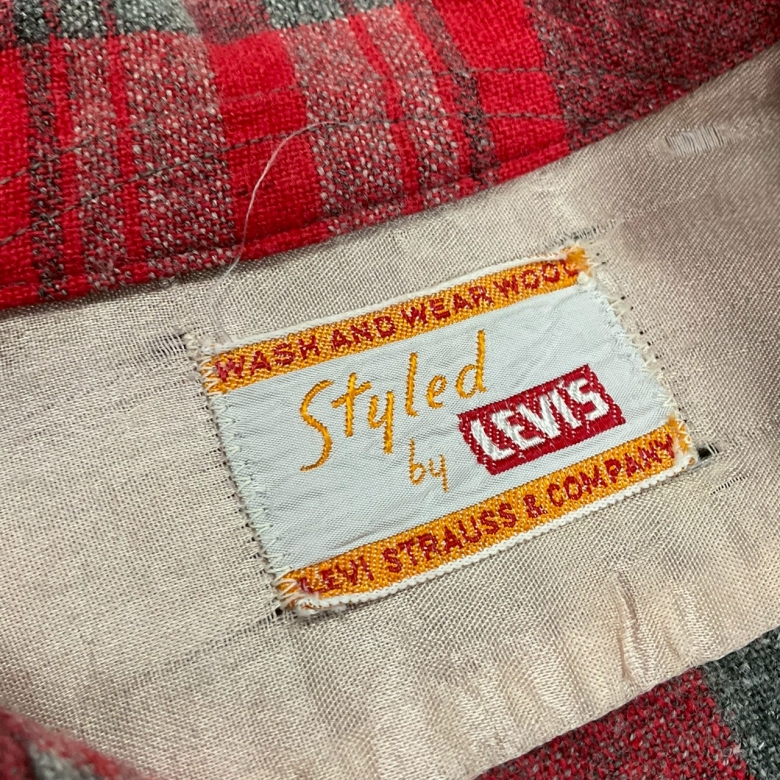 WASH AND WEAR WOOL
Styled
by LEVI'S
LEVI STRAUSS & COMPANY